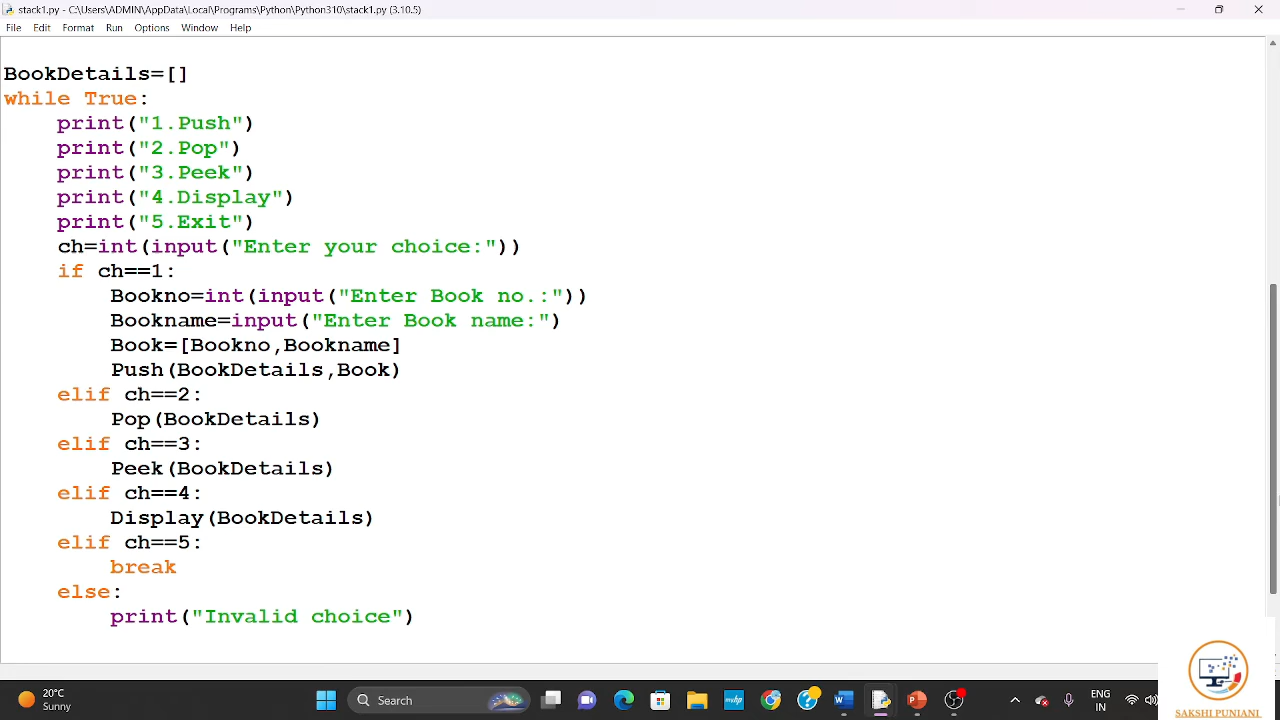 stack1.py - C:\Users\ADMIN\AppData\Local\Programs\Python\Python310\stack1.py (3.10.5)
File Edit Format Run Options Window Help
BookDetails=[]
while True:
    print("1.Push")
    print("2.Pop")
    print("3.Peek")
    print("4.Display")
    print("5.Exit")
    ch=int(input("Enter your choice:"))
    if ch==1:
        Bookno=int(input("Enter Book no.:"))
        Bookname=input("Enter Book name:")
        Book=[Bookno,Bookname]
        Push(BookDetails,Book)
    elif ch==2:
        Pop(BookDetails)
    elif ch==3:
        Peek(BookDetails)
    elif ch==4:
        Display(BookDetails)
    elif ch==5:
        break
    else:
        print("Invalid choice")
20°C
Sunny
Search
mhp
ENG
IN
SAKSHI PUNIANI